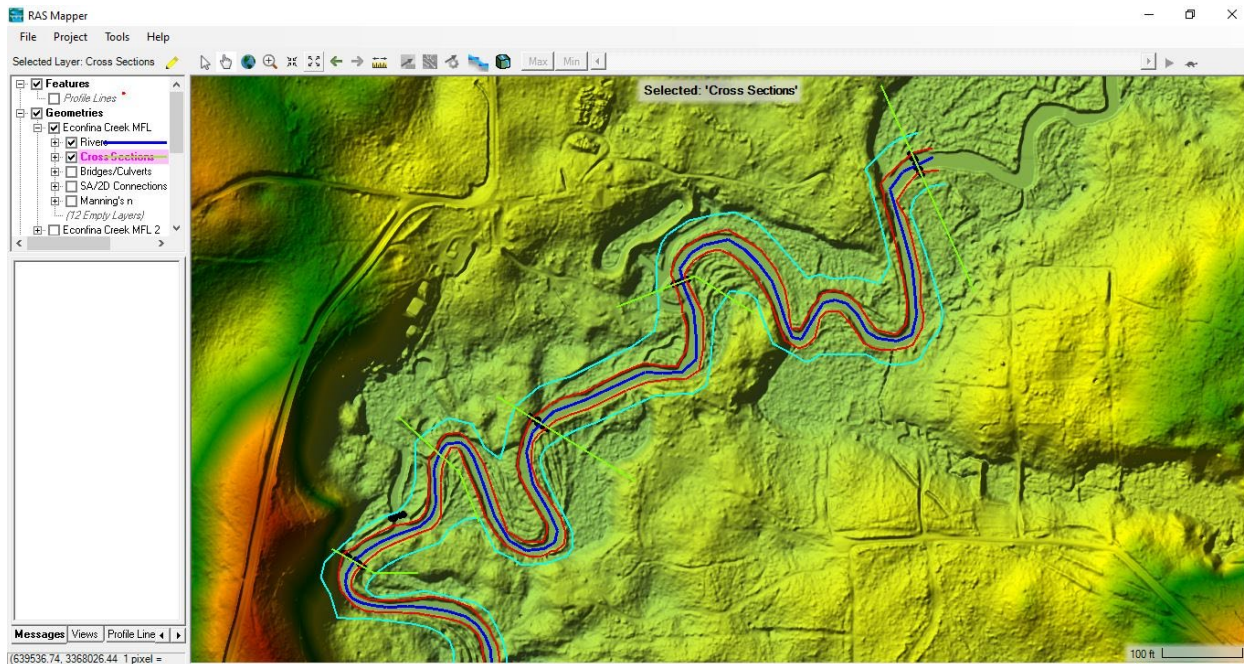 RAS Mapper
File Project Tools Help
Selected Layer: Cross Sections
Max Min
Features
Profile Lines
Geometries
Econfina Creek MFL
Rivers
Cross Sections
Bridges/Culverts
SA/2D Connections
Manning's n
(12 Empty Layers)
Econfina Creek MFL 2
Selected: 'Cross Sections'
Messages Views Profile Line
(639536.74, 3368026.44 1 pixel =
100 ft